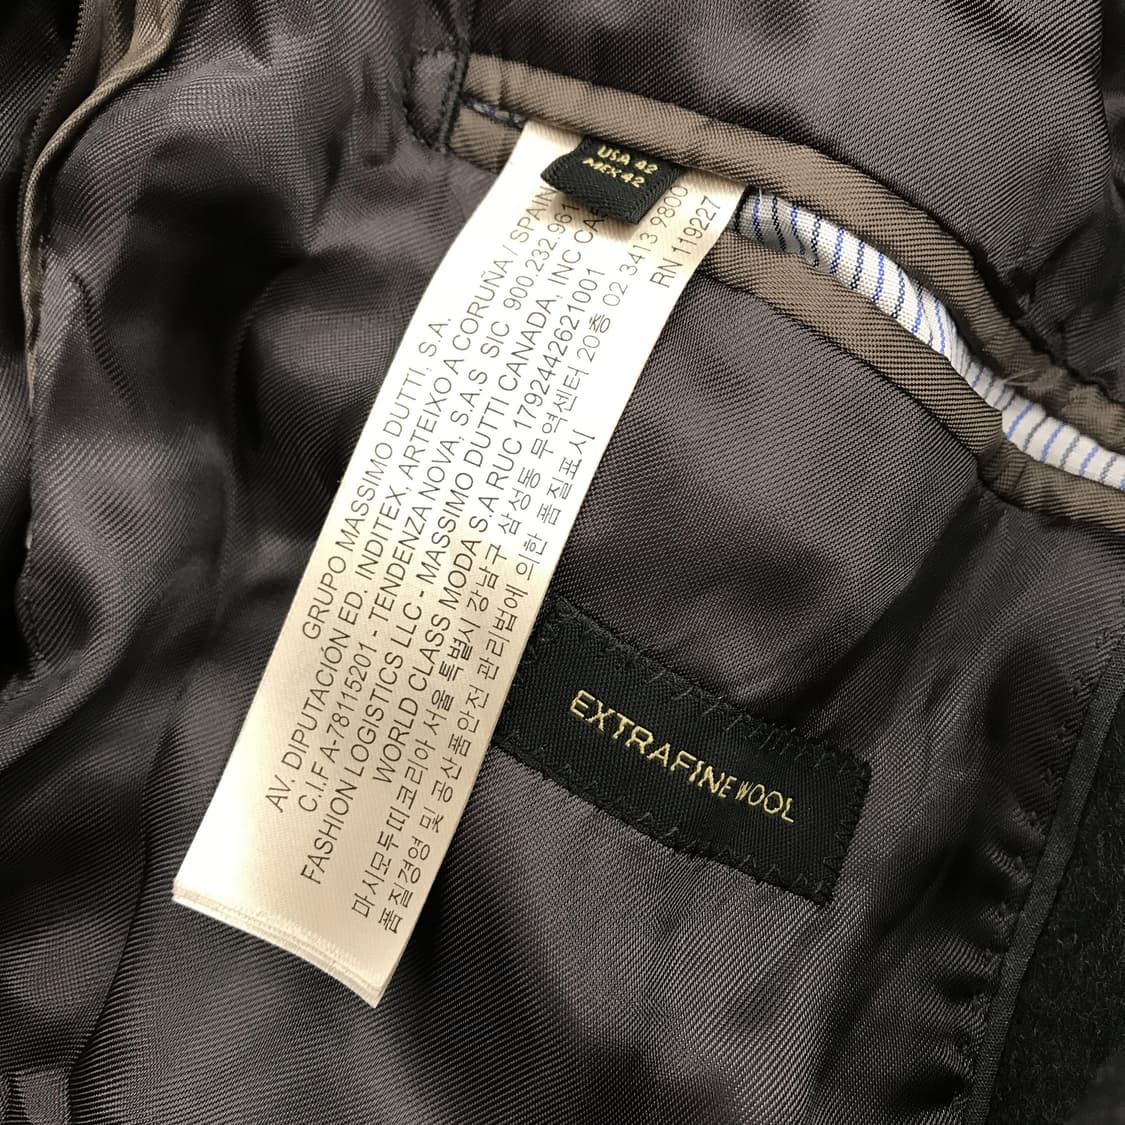 USA 42
MEX 42
GRUPO MASSIMO DUTTI, S.A.
AV. DIPUTACION ED. INDITEX, ARTEIXO A CORUÑA / SPAIN
C.I.F A-78115201 - TENDENZA NOVA, S.A.S SIC 900.232.961
FASHION LOGISTICS LLC - MASSIMO DUTTI CANADA, INC CA
WORLD CLASS MODA S.A RUC 1792442621001
마시모두띠코리아 서울 특별시 강남구 삼성동 무역센터 20층 02 3413 9800
품질경영 및 공산품안전 관리법에 의한 품질표시
RN 119227
EXTRAFINE WOOL